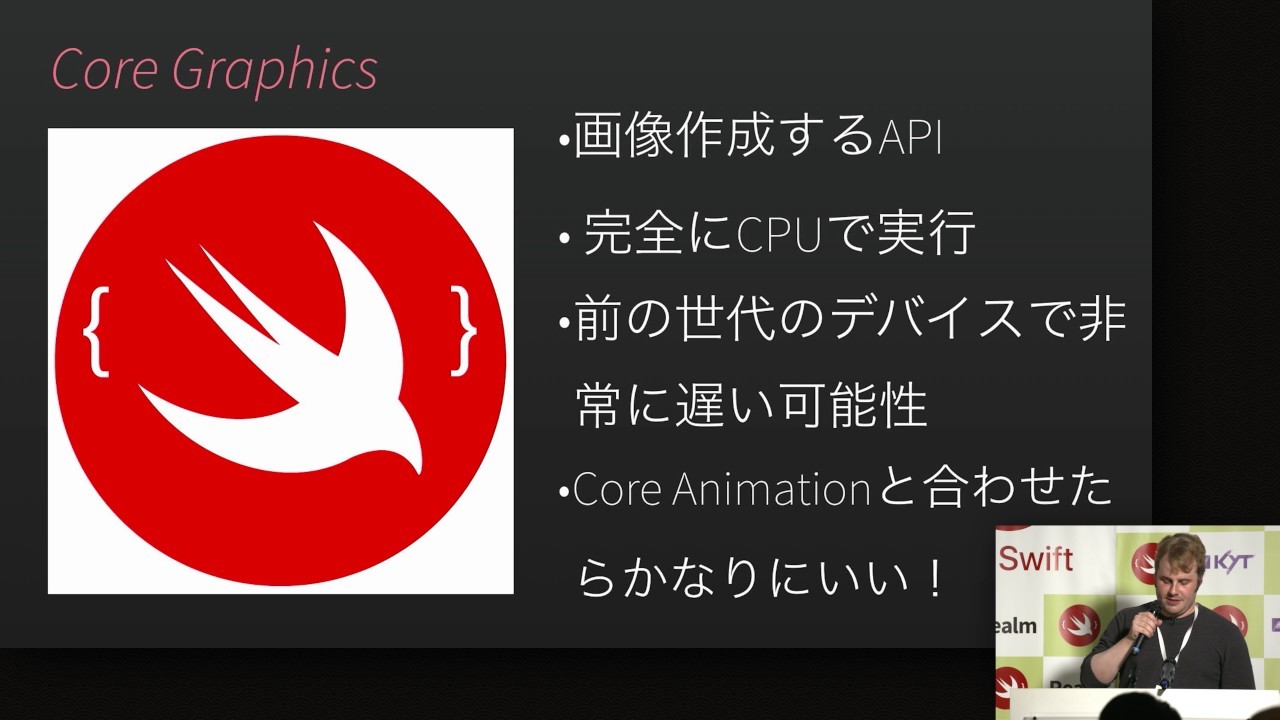 Core Graphics
{ }
•画像作成するAPI
• 完全にCPUで実行
•前の世代のデバイスで非
常に遅い可能性
•Core Animationと合わせた
らかなりにいい！
Swift
ealm